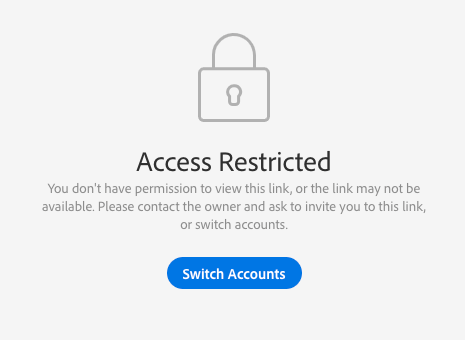 Access Restricted
You don't have permission to view this link, or the link may not be
available. Please contact the owner and ask to invite you to this link,
or switch accounts.
Switch Accounts